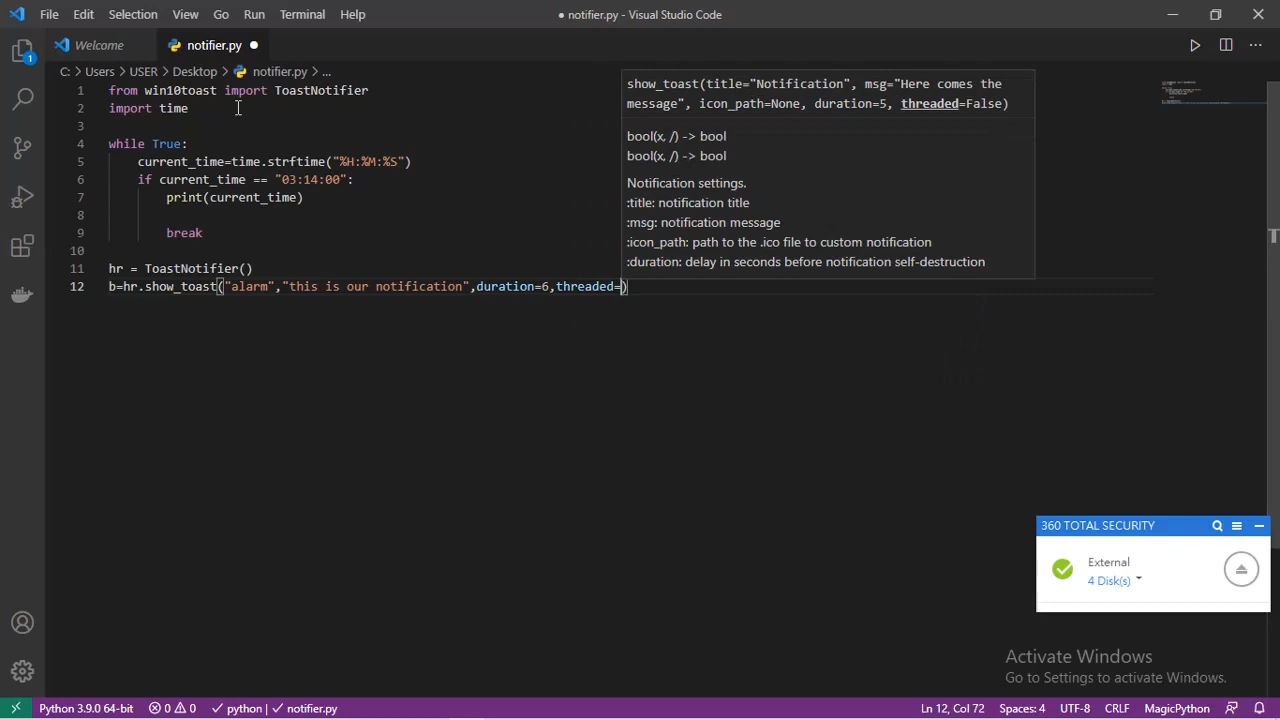 File Edit Selection View Go Run Terminal Help ● notifier.py - Visual Studio Code
Welcome notifier.py
C: > Users > USER > Desktop > notifier.py > ...
1 from win10toast import ToastNotifier
2 import time
3
4 while True:
5 current_time=time.strftime("%H:%M:%S")
6 if current_time == "03:14:00":
7 print(current_time)
8
9 break
10
11 hr = ToastNotifier()
12 b=hr.show_toast("alarm","this is our notification",duration=6,threaded=)
show_toast(title="Notification", msg="Here comes the
message", icon_path=None, duration=5, threaded=False)
bool(x, /) -> bool
bool(x, /) -> bool
Notification settings.
:title: notification title
:msg: notification message
:icon_path: path to the .ico file to custom notification
:duration: delay in seconds before notification self-destruction
360 TOTAL SECURITY
External
4 Disk(s)
Activate Windows
Go to Settings to activate Windows.
Python 3.9.0 64-bit 0 0 python | notifier.py Ln 12, Col 72 Spaces: 4 UTF-8 CRLF MagicPython